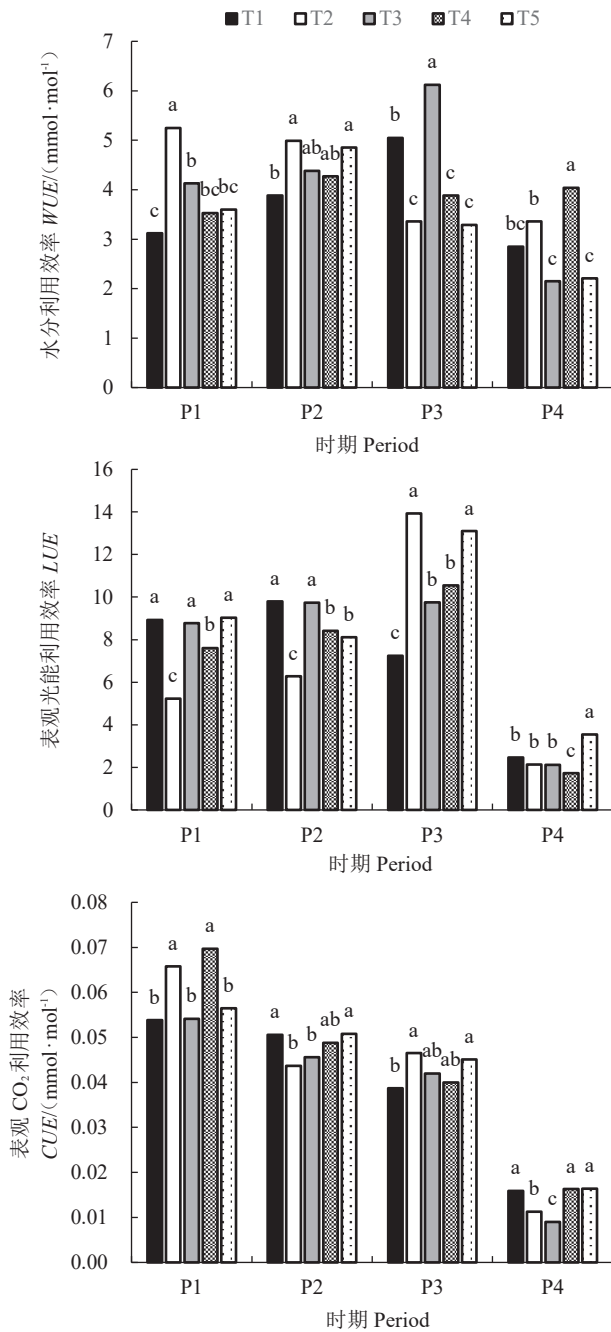 T1 T2 T3 T4 T5
水分利用效率 WUE/(mmol·mol⁻¹)
7
6
5
4
3
2
1
0
c a b bc bc
b a ab ab a
b c a c c
bc b c a c
P1 P2 P3 P4
时期 Period
表观光能利用效率 LUE
16
14
12
10
8
6
4
2
0
a c a b a
a c a b b
c a b b a
b b b c a
P1 P2 P3 P4
时期 Period
表观 CO₂利用效率
CUE/(mmol·mol⁻¹)
0.08
0.07
0.06
0.05
0.04
0.03
0.02
0.01
0.00
b a b a b
a b b ab a
b a ab ab a
a b c a a
P1 P2 P3 P4
时期 Period